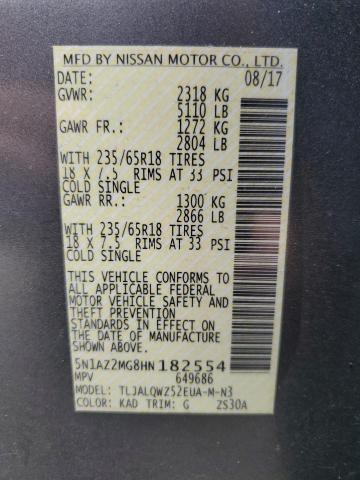 MFD BY NISSAN MOTOR CO., LTD.
DATE: 08/17
GVWR: 2318 KG
5110 LB
GAWR FR.: 1272 KG
2804 LB
WITH 235/65R18 TIRES
18 X 7.5 RIMS AT 33 PSI
COLD SINGLE
GAWR RR.: 1300 KG
2866 LB
WITH 235/65R18 TIRES
18 X 7.5 RIMS AT 33 PSI
COLD SINGLE
THIS VEHICLE CONFORMS TO
ALL APPLICABLE FEDERAL
MOTOR VEHICLE SAFETY AND
THEFT PREVENTION
STANDARDS IN EFFECT ON
THE DATE OF MANUFACTURE
SHOWN ABOVE.
5N1AZ2MG8HN182554
MPV 649686
MODEL: TLJALQWZ52EUA-M-N3
COLOR: KAD TRIM: G ZS30A